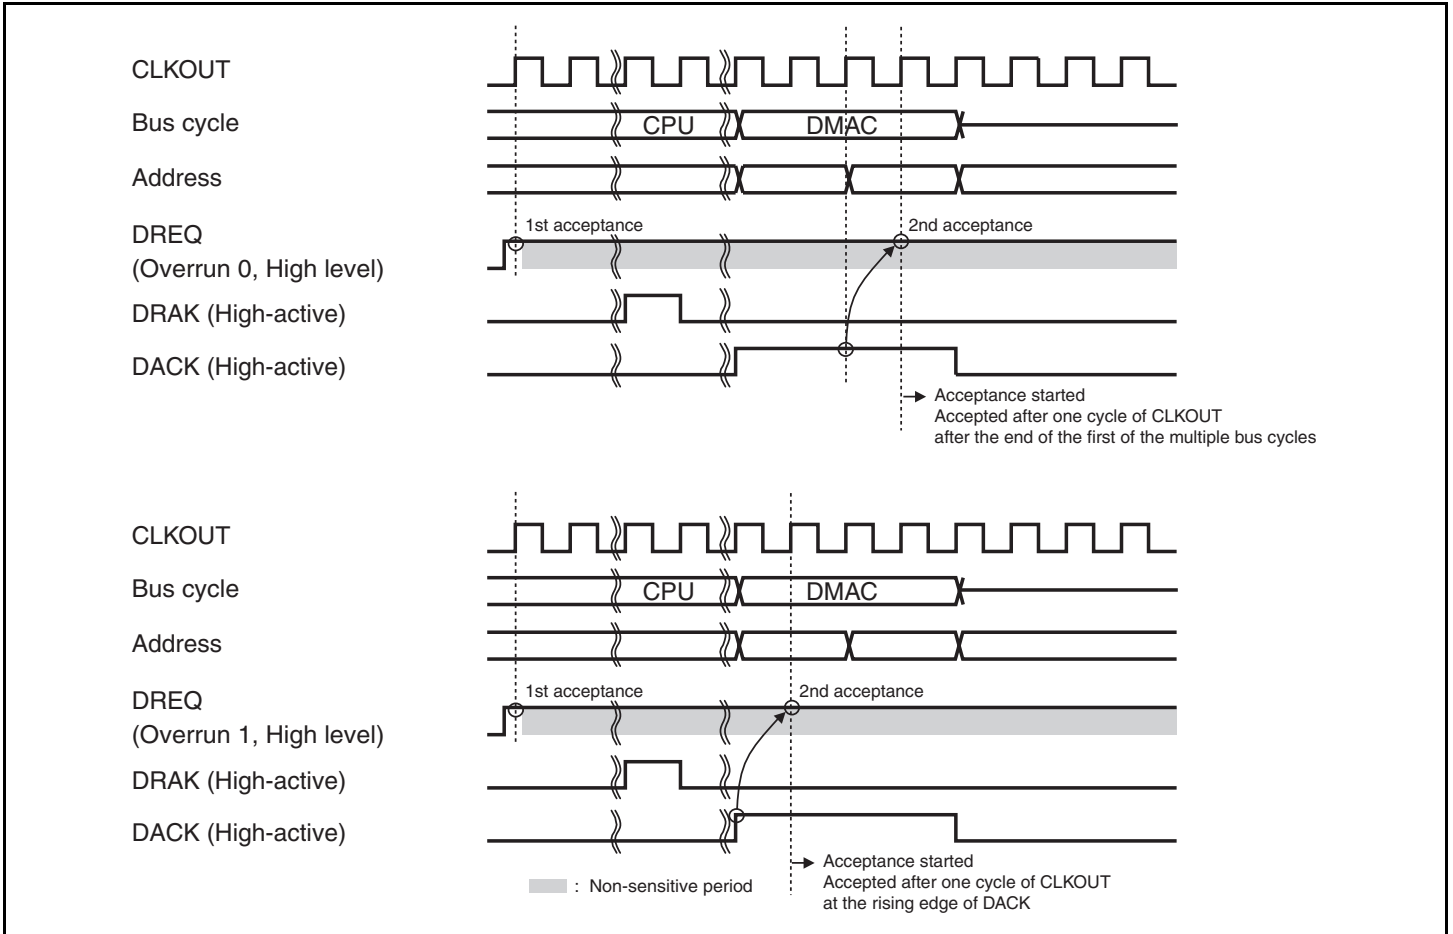 CLKOUT
Bus cycle
CPU
DMAC
Address
DREQ
(Overrun 0, High level)
1st acceptance
2nd acceptance
DRAK (High-active)
DACK (High-active)
Acceptance started
Accepted after one cycle of CLKOUT
after the end of the first of the multiple bus cycles
CLKOUT
Bus cycle
CPU
DMAC
Address
DREQ
(Overrun 1, High level)
1st acceptance
2nd acceptance
DRAK (High-active)
DACK (High-active)
Acceptance started
Accepted after one cycle of CLKOUT
at the rising edge of DACK
: Non-sensitive period